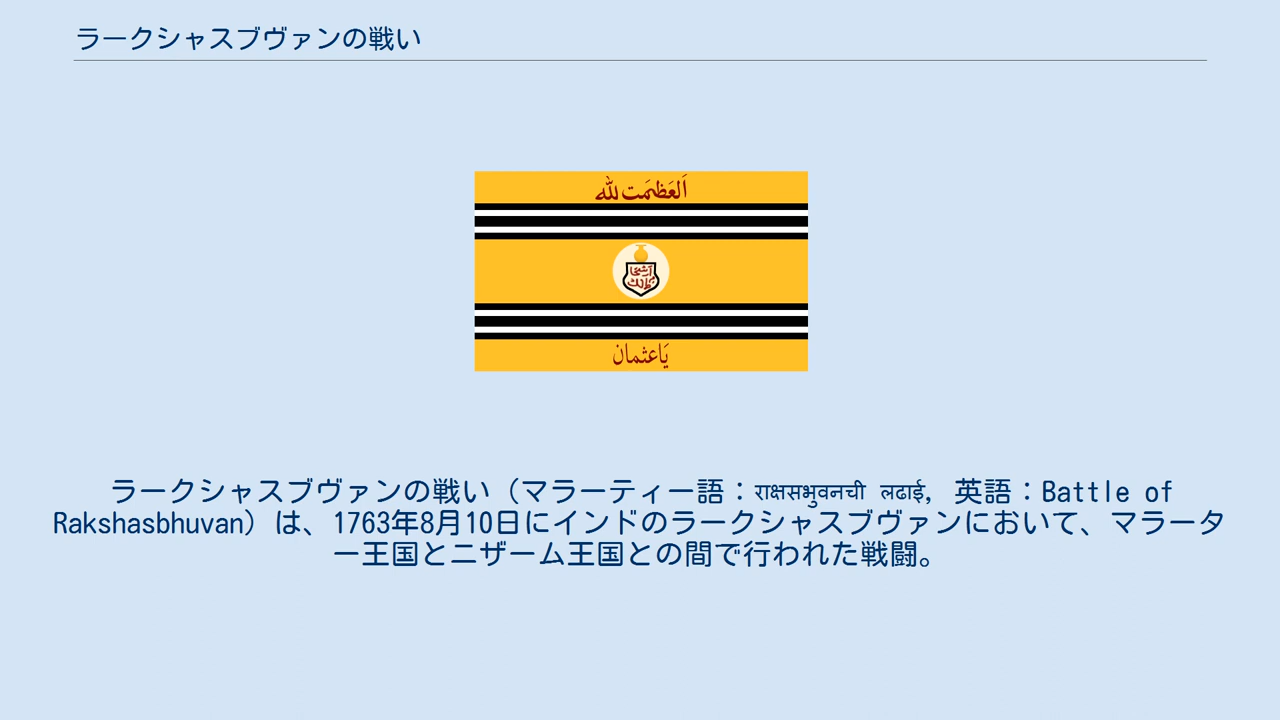 ラークシャスブヴァンの戦い
اَلعَظمَت لله
يَاعثمان
ラークシャスブヴァンの戦い（マラーティー語：राक्षसभुवनची लढाई, 英語：Battle of
Rakshasbhuvan）は、1763年8月10日にインドのラークシャスブヴァンにおいて、マラータ
ー王国とニザーム王国との間で行われた戦闘。